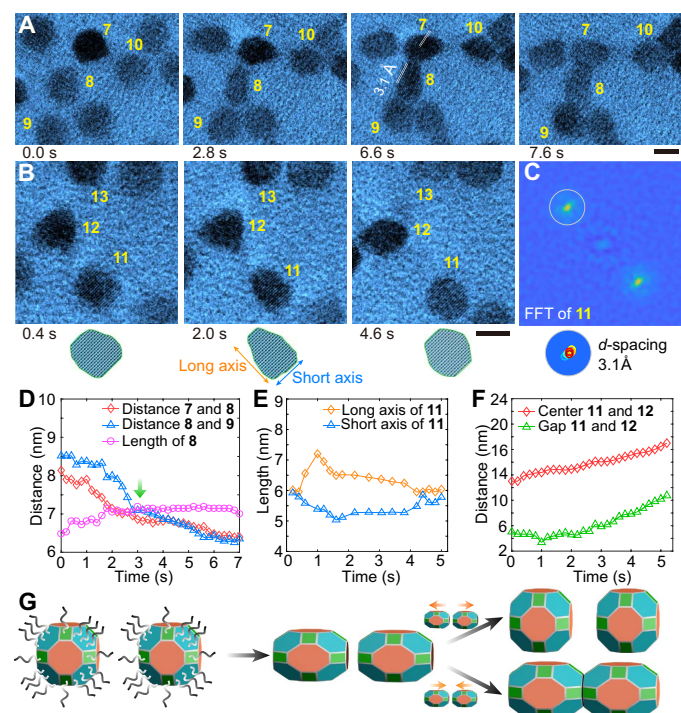 A
7
10
8
9
0.0 s
7
10
8
9
2.8 s
7
10
3.1 Å
8
9
6.6 s
7
10
8
9
7.6 s
B
13
12
11
0.4 s
13
12
11
2.0 s
13
12
11
4.6 s
C
FFT of 11
Long axis
Short axis
d-spacing
3.1Å
D
Distance 7 and 8
Distance 8 and 9
Length of 8
Distance (nm)
9
8
7
6
0 1 2 3 4 5 6 7
Time (s)
E
Long axis of 11
Short axis of 11
Length (nm)
9
8
7
6
5
4
0 1 2 3 4 5
Time (s)
F
Center 11 and 12
Gap 11 and 12
Distance (nm)
28
24
20
16
12
8
4
0
0 1 2 3 4 5
Time (s)
G